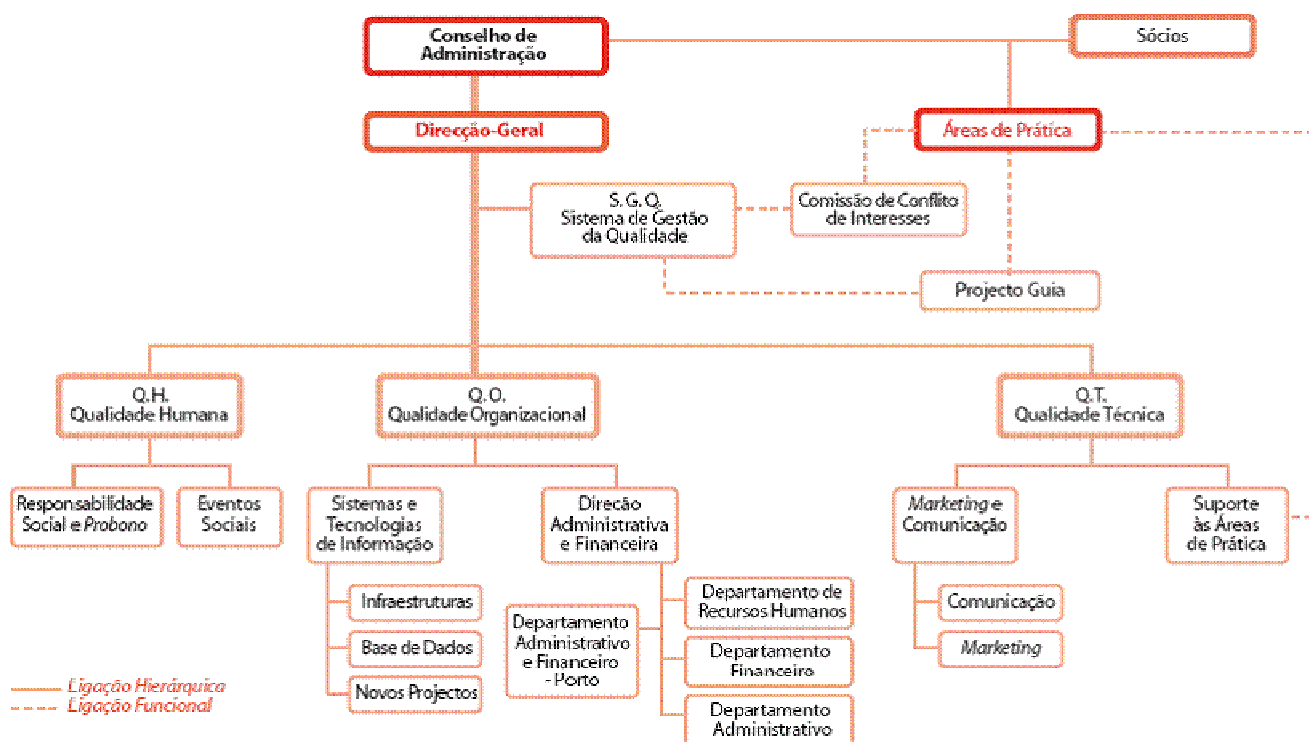 Conselho de
Administração
Sócios
Direcção-Geral
Áreas de Prática
S. G. Q.
Sistema de Gestão
da Qualidade
Comissão de Conflito
de Interesses
Projecto Guia
Q.H.
Qualidade Humana
Q.O.
Qualidade Organizacional
Q.T.
Qualidade Técnica
Responsabilidade
Social e Probono
Eventos
Sociais
Sistemas e
Tecnologias
de Informação
Direcão
Administrativa
e Financeira
Marketing e
Comunicação
Suporte
às Áreas
de Prática
Infraestruturas
Base de Dados
Novos Projectos
Departamento
Administrativo
e Financeiro
- Porto
Departamento de
Recursos Humanos
Departamento
Financeiro
Departamento
Administrativo
Comunicação
Marketing
Ligação Hierárquica
Ligação Funcional